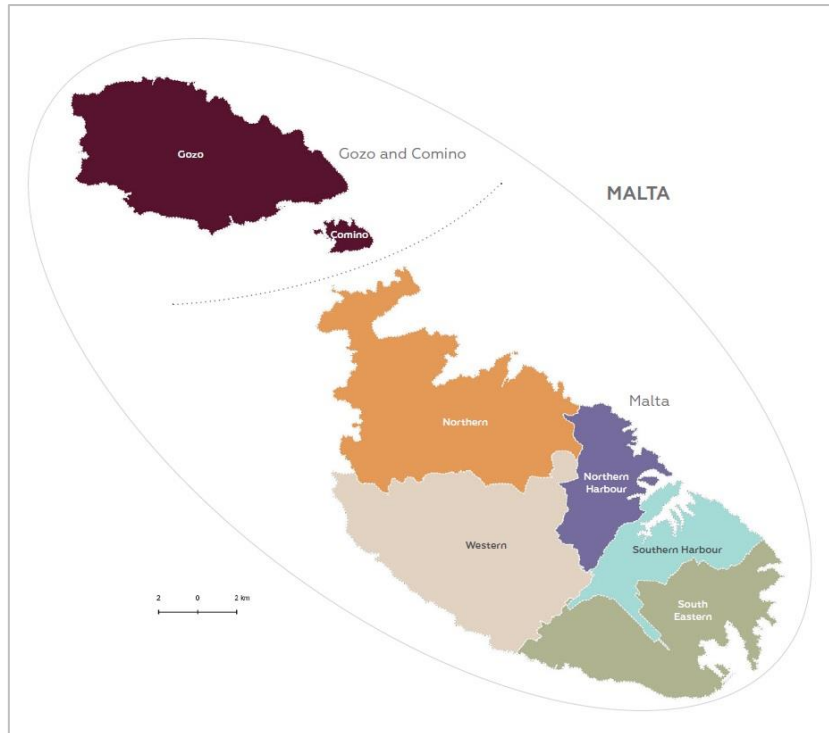 Gozo
Gozo and Comino
MALTA
Comino
Malta
Northern
Northern
Harbour
Western
Southern Harbour
South
Eastern
2 0 2 km